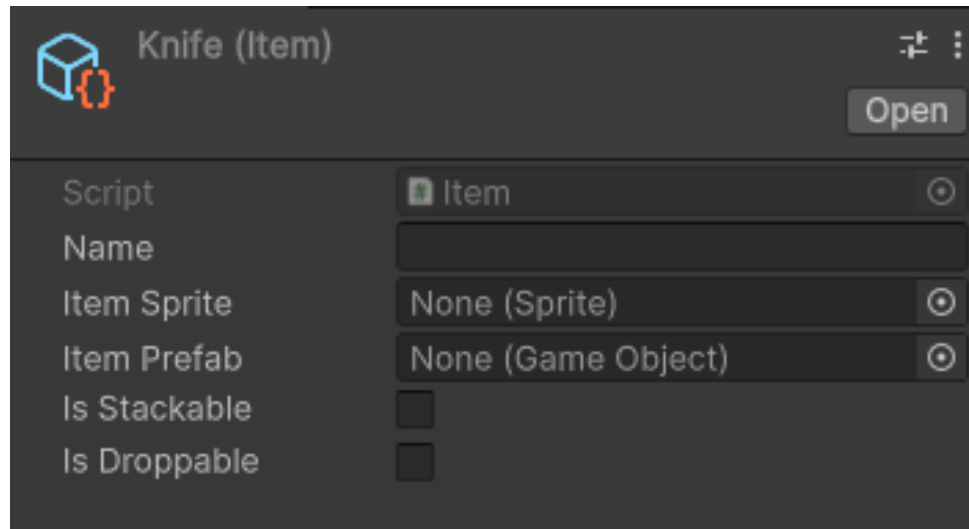 Knife (Item)
Open
Script # Item
Name
Item Sprite None (Sprite)
Item Prefab None (Game Object)
Is Stackable
Is Droppable